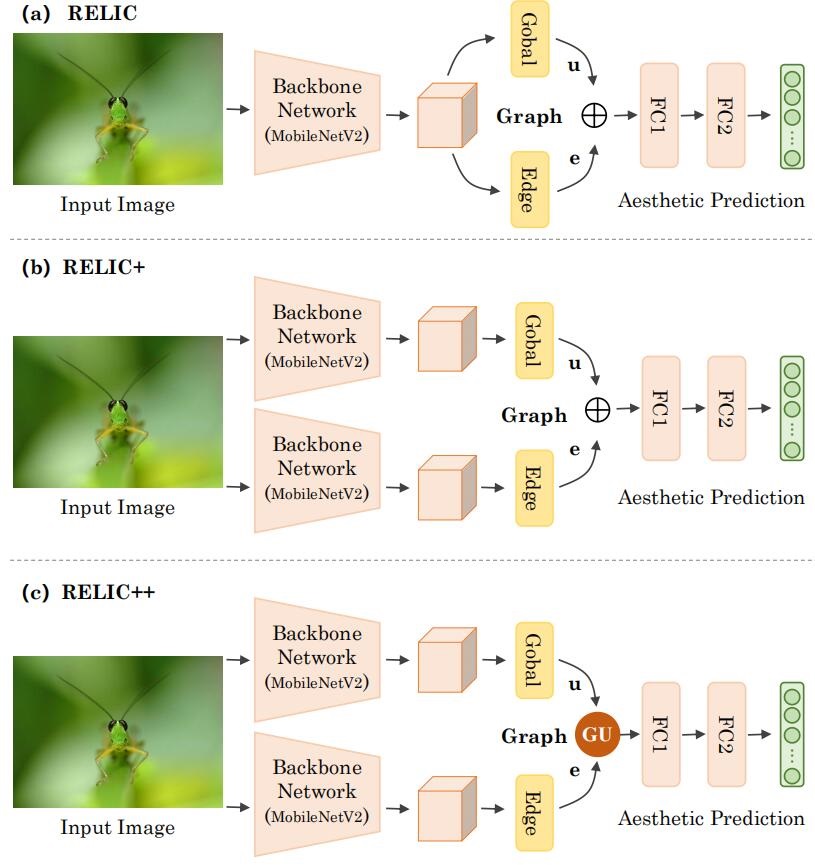 (a) RELIC
Backbone
Network
(MobileNetV2)
Gobal
u
Graph
e
Edge
FC1
FC2
Input Image
Aesthetic Prediction
(b) RELIC+
Backbone
Network
(MobileNetV2)
Gobal
u
Backbone
Network
(MobileNetV2)
Graph
e
Edge
FC1
FC2
Input Image
Aesthetic Prediction
(c) RELIC++
Backbone
Network
(MobileNetV2)
Gobal
u
Backbone
Network
(MobileNetV2)
Graph
GU
e
Edge
FC1
FC2
Input Image
Aesthetic Prediction